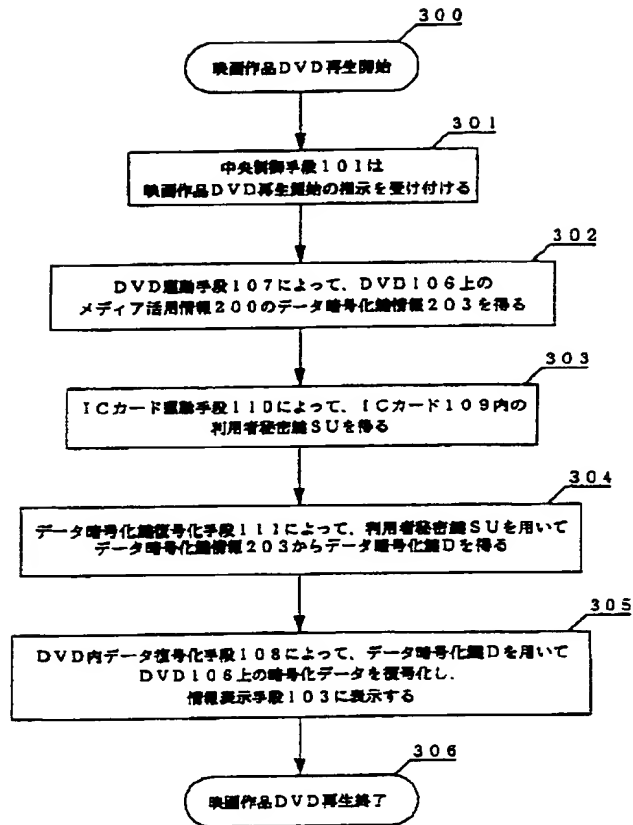 300
映画作品DVD再生開始
301
中央制御手段101は
映画作品DVD再生開始の指示を受け付ける
302
DVD駆動手段107によって、DVD106上の
メディア活用情報200のデータ暗号化鍵情報203を得る
303
ICカード駆動手段110によって、ICカード109内の
利用者秘密鍵SUを得る
304
データ暗号化鍵復号化手段111によって、利用者秘密鍵SUを用いて
データ暗号化鍵情報203からデータ暗号化鍵Dを得る
305
DVD内データ復号化手段108によって、データ暗号化鍵Dを用いて
DVD106上の暗号化データを復号化し、
情報表示手段103に表示する
306
映画作品DVD再生終了